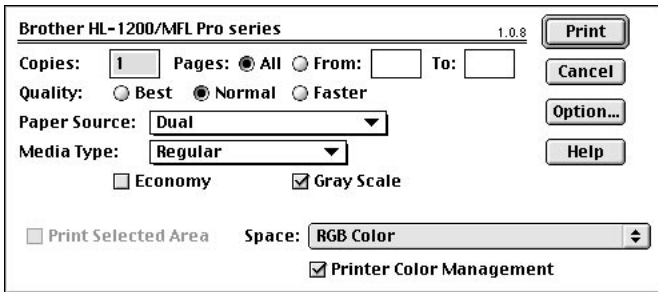 Brother HL-1200/MFL Pro series 1.0.8 Print
Copies: 1 Pages: All From: To: Cancel
Quality: Best Normal Faster
Paper Source: Dual Option...
Media Type: Regular Help
Economy Gray Scale
Print Selected Area Space: RGB Color
Printer Color Management